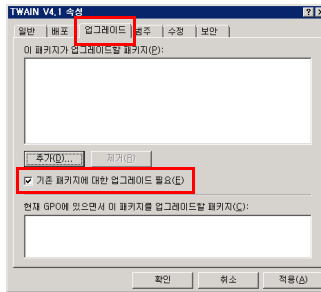 TWAIN V4.1 속성
일반 배포 업그레이드 범주 수정 보안
이 패키지가 업그레이드할 패키지(P):
추가(D)... 제거(R)
기존 패키지에 대한 업그레이드 필요(E)
현재 GPO에 있으면서 이 패키지를 업그레이드할 패키지(C):
확인 취소 적용(A)